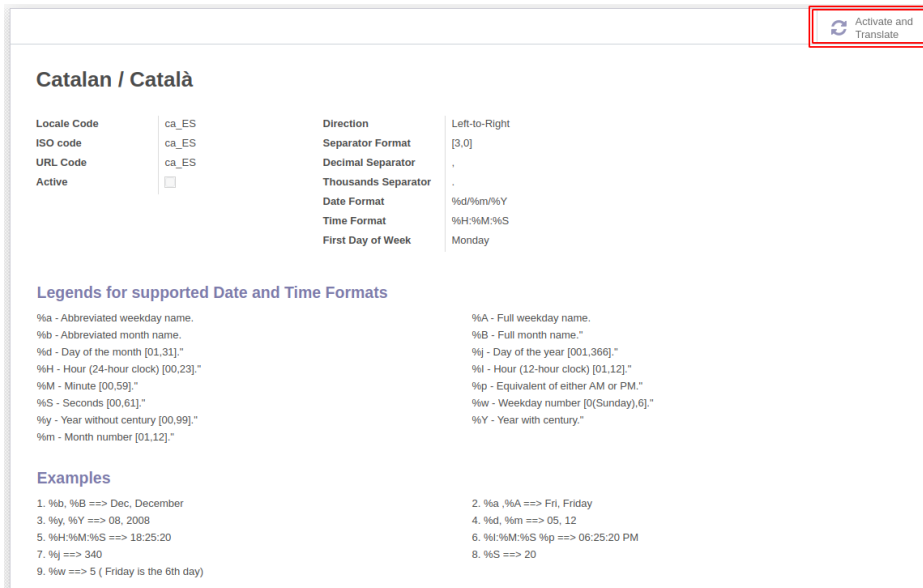 Activate and
Translate
Catalan / Català
Locale Code ca_ES
ISO code ca_ES
URL Code ca_ES
Active
Direction Left-to-Right
Separator Format [3,0]
Decimal Separator ,
Thousands Separator .
Date Format %d/%m/%Y
Time Format %H:%M:%S
First Day of Week Monday
Legends for supported Date and Time Formats
%a - Abbreviated weekday name.
%b - Abbreviated month name.
%d - Day of the month [01,31]."
%H - Hour (24-hour clock) [00,23]."
%M - Minute [00,59]."
%S - Seconds [00,61]."
%y - Year without century [00,99]."
%m - Month number [01,12]."
%A - Full weekday name.
%B - Full month name."
%j - Day of the year [001,366]."
%I - Hour (12-hour clock) [01,12]."
%p - Equivalent of either AM or PM."
%w - Weekday number [0(Sunday),6]."
%Y - Year with century."
Examples
1. %b, %B ==> Dec, December
2. %a ,%A ==> Fri, Friday
3. %y, %Y ==> 08, 2008
4. %d, %m ==> 05, 12
5. %H:%M:%S ==> 18:25:20
6. %I:%M:%S %p ==> 06:25:20 PM
7. %j ==> 340
8. %S ==> 20
9. %w ==> 5 ( Friday is the 6th day)